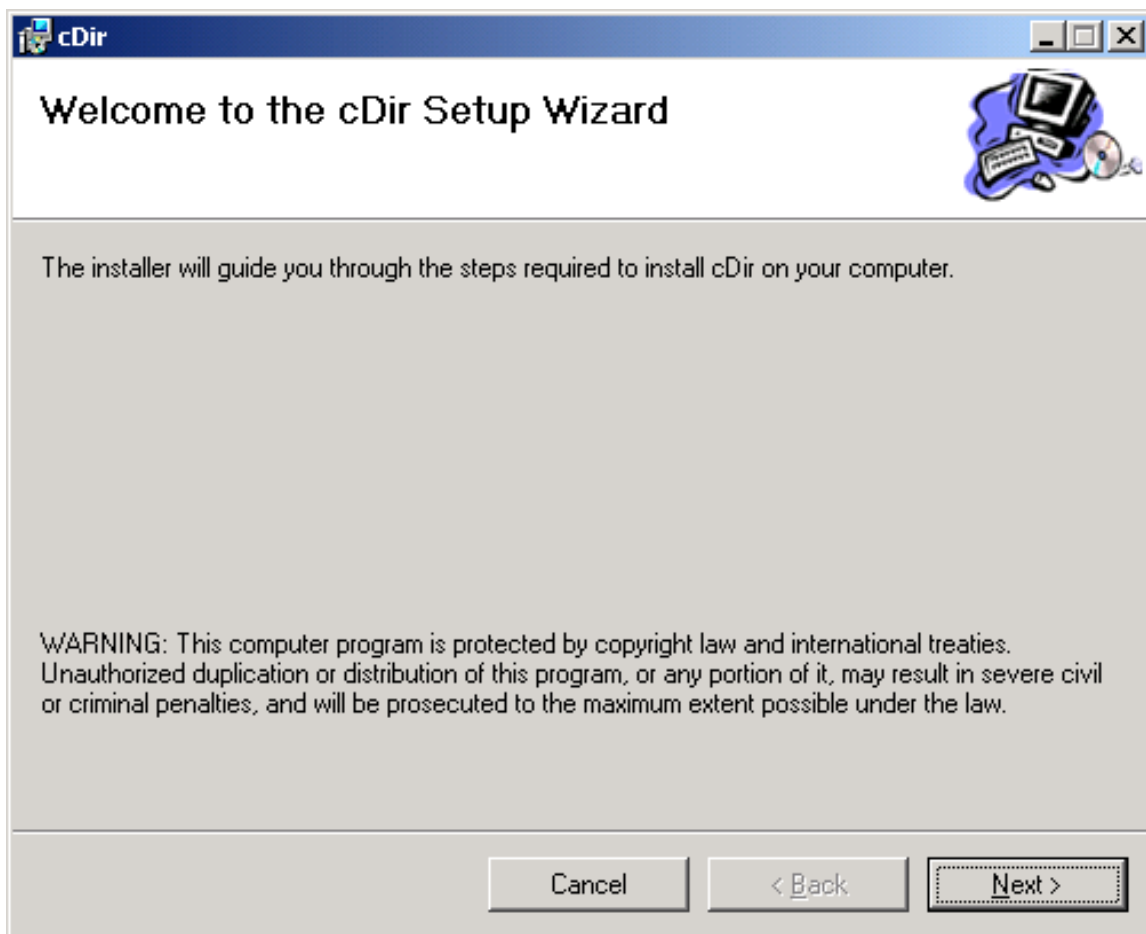 cDir
Welcome to the cDir Setup Wizard
The installer will guide you through the steps required to install cDir on your computer.
WARNING: This computer program is protected by copyright law and international treaties.
Unauthorized duplication or distribution of this program, or any portion of it, may result in severe civil
or criminal penalties, and will be prosecuted to the maximum extent possible under the law.
Cancel
< Back
Next >